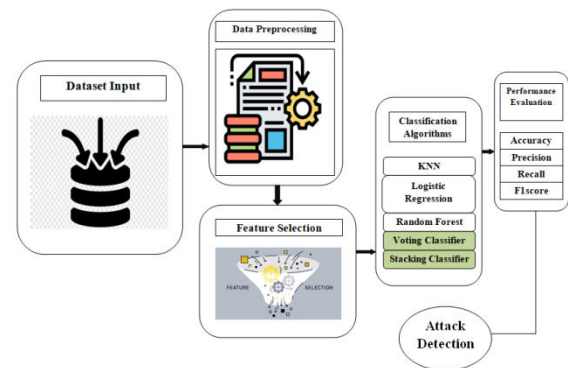 Dataset Input
Data Preprocessing
Feature Selection
FEATURE
SELECTION
Classification
Algorithms
KNN
Logistic
Regression
Random Forest
Voting Classifier
Stacking Classifier
Performance
Evaluation
Accuracy
Precision
Recall
F1score
Attack
Detection